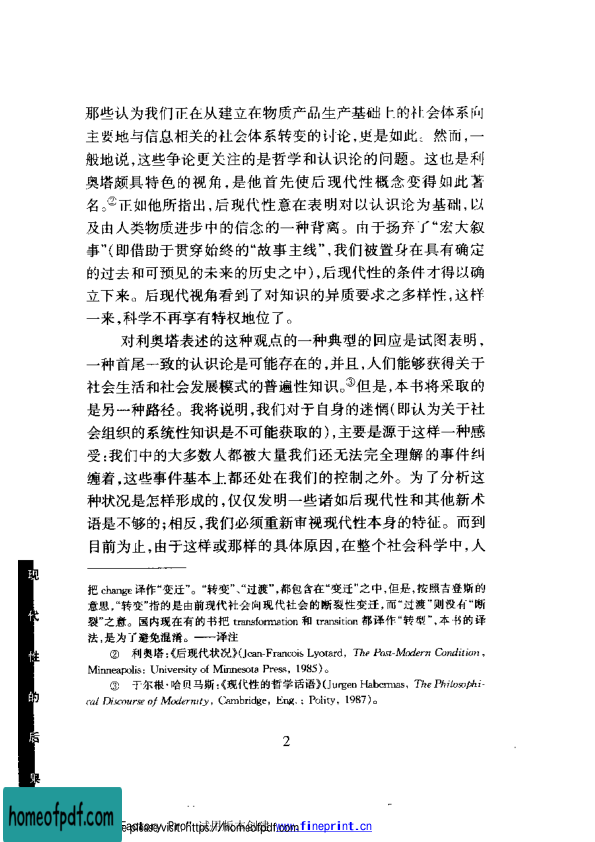 那些认为我们正在从建立在物质产品生产基础上的社会体系向
主要地与信息相关的社会体系转变的讨论,更是如此。然而,一
般地说,这些争论更关注的是哲学和认识论的问题。这也是利
奥塔颇具特色的视角,是他首先使后现代性概念变得如此著
名。②正如他所指出,后现代性意在表明对以认识论为基础,以
及由人类物质进步中的信念的一种背离。由于扬弃了“宏大叙
事”(即借助于贯穿始终的“故事主线”,我们被置身在具有确定
的过去和可预见的未来的历史之中),后现代性的条件才得以确
立下来。后现代视角看到了对知识的异质要求之多样性,这样
一来,科学不再享有特权地位了。
对利奥塔表述的这种观点的一种典型的回应是试图表明,
一种首尾一致的认识论是可能存在的,并且,人们能够获得关于
社会生活和社会发展模式的普遍性知识。③但是,本书将采取的
是另一种路径。我将说明,我们对于自身的迷惘(即认为关于社
会组织的系统性知识是不可能获取的),主要是源于这样一种感
受:我们中的大多数人都被大量我们还无法完全理解的事件纠
缠着,这些事件基本上都还处在我们的控制之外。为了分析这
种状况是怎样形成的,仅仅发明一些诸如后现代性和其他新术
语是不够的;相反,我们必须重新审视现代性本身的特征。而到
目前为止,由于这样或那样的具体原因,在整个社会科学中,人
把 change 译作“变迁”。“转变”、“过渡”,都包含在“变迁”之中,但是,按照吉登斯的
意思,“转变”指的是由前现代社会向现代社会的断裂性变迁,而“过渡”则没有“断
裂”之意。国内现在有的书把 transformation 和 transition 都译作“转型”,本书的译
法,是为了避免混淆。——译注
② 利奥塔:《后现代状况》(Jean-Francois Lyotard, The Post-Modern Condition,
Minneapolis: University of Minnesota Press, 1985)。
③ 于尔根·哈贝马斯:《现代性的哲学话语》(Jurgen Habermas, The Philosophi-
cal Discourse of Modernity, Cambridge, Eng.: Polity, 1987)。
现代性的后果
2
homeofpdf.com
Factory Pro" 试用版本创建 www.fineprint.cn
please visit: https://homeofpdf.com